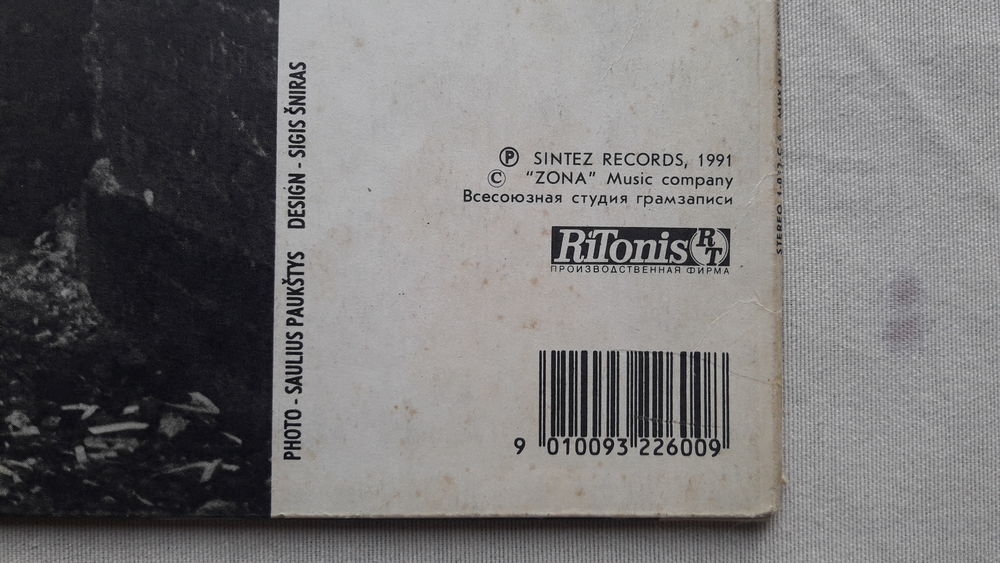 PHOTO - SAULIUS PAUKŠTYS DESIGN - SIGIS ŠNIRAS
Ⓟ SINTEZ RECORDS, 1991
© "ZONA" Music company
Всесоюзная студия грамзаписи
RiTonis RT
ПРОИЗВОДСТВЕННАЯ ФИРМА
9 010093 226009
STEREO